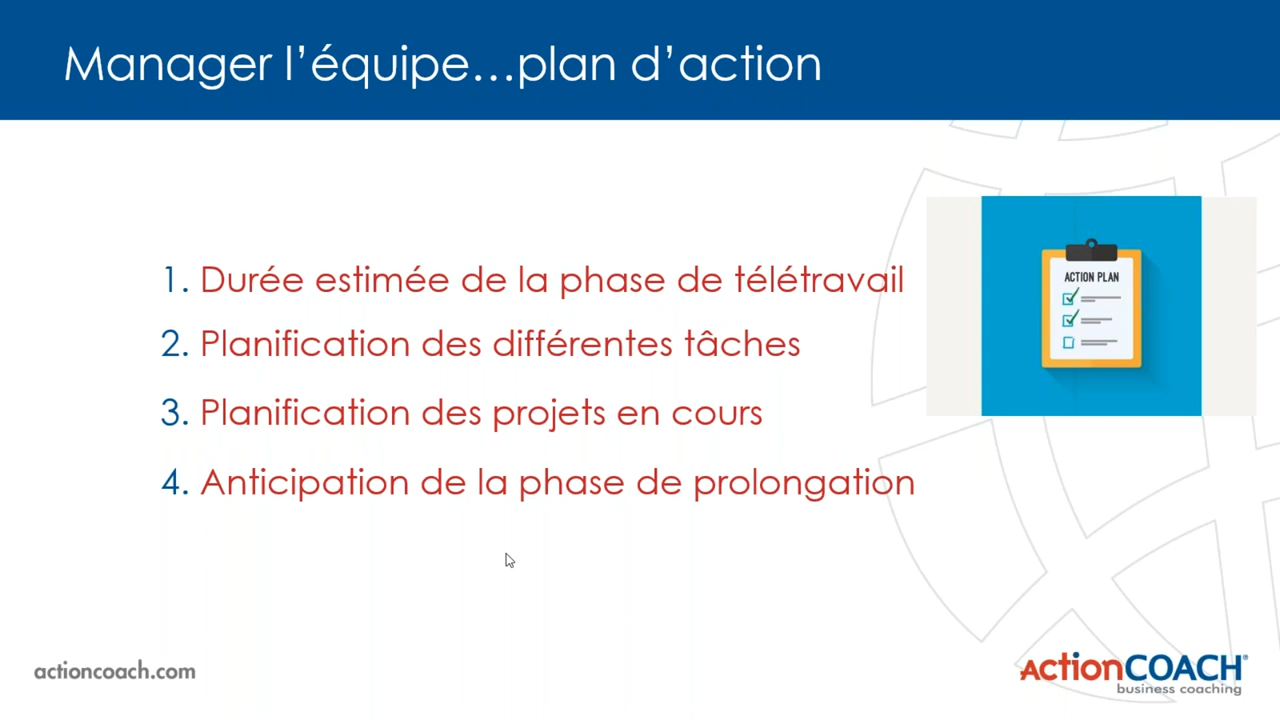 Manager l’équipe…plan d’action
1. Durée estimée de la phase de télétravail
2. Planification des différentes tâches
3. Planification des projets en cours
4. Anticipation de la phase de prolongation
ACTION PLAN
actioncoach.com
ActionCOACH®
business coaching